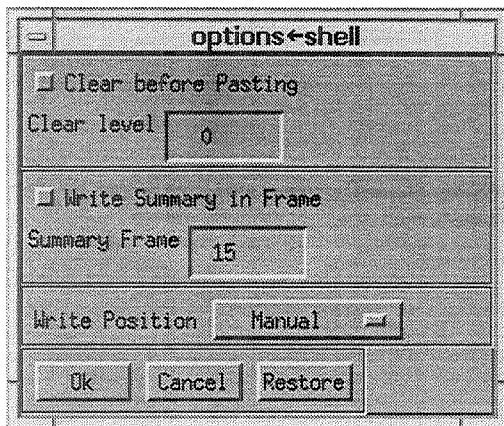 options←shell
Clear before Pasting
Clear level 0
Write Summary in Frame
Summary Frame 15
Write Position Manual
Ok Cancel Restore